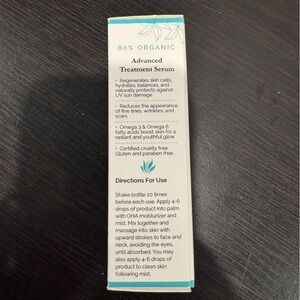 80% ORGANIC
Advanced
Treatment Serum
• Regenerates skin cells,
hydrates, balances, and
naturally protects against
UV sun damage
• Reduces the appearance
of fine lines, wrinkles, and
scars
• Omega 3 & Omega 6
fatty acids boost skin for a
radiant and youthful glow
• Certified cruelty free.
Gluten and paraben free.
Directions For Use
Shake bottle 20 times
before each use. Apply 4-6
drops of product into palm
with OHA moisturizer and
mist. Mix together and
massage into skin with
upward strokes to face and
neck, avoiding the eyes,
until absorbed. You may
also apply 4-6 drops of
product to clean skin
following mist.